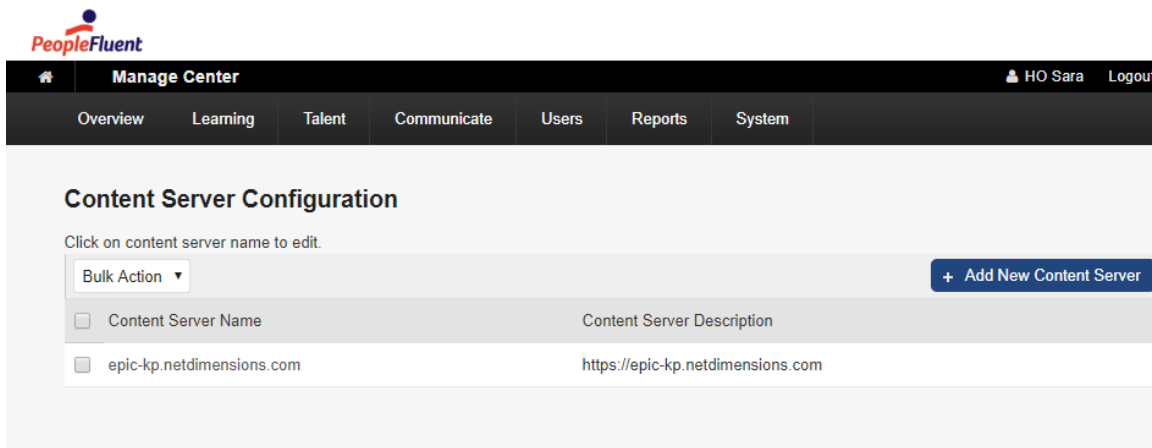 PeopleFluent
Manage Center HO Sara Logout
Overview Learning Talent Communicate Users Reports System
Content Server Configuration
Click on content server name to edit.
Bulk Action + Add New Content Server
Content Server Name Content Server Description
epic-kp.netdimensions.com https://epic-kp.netdimensions.com